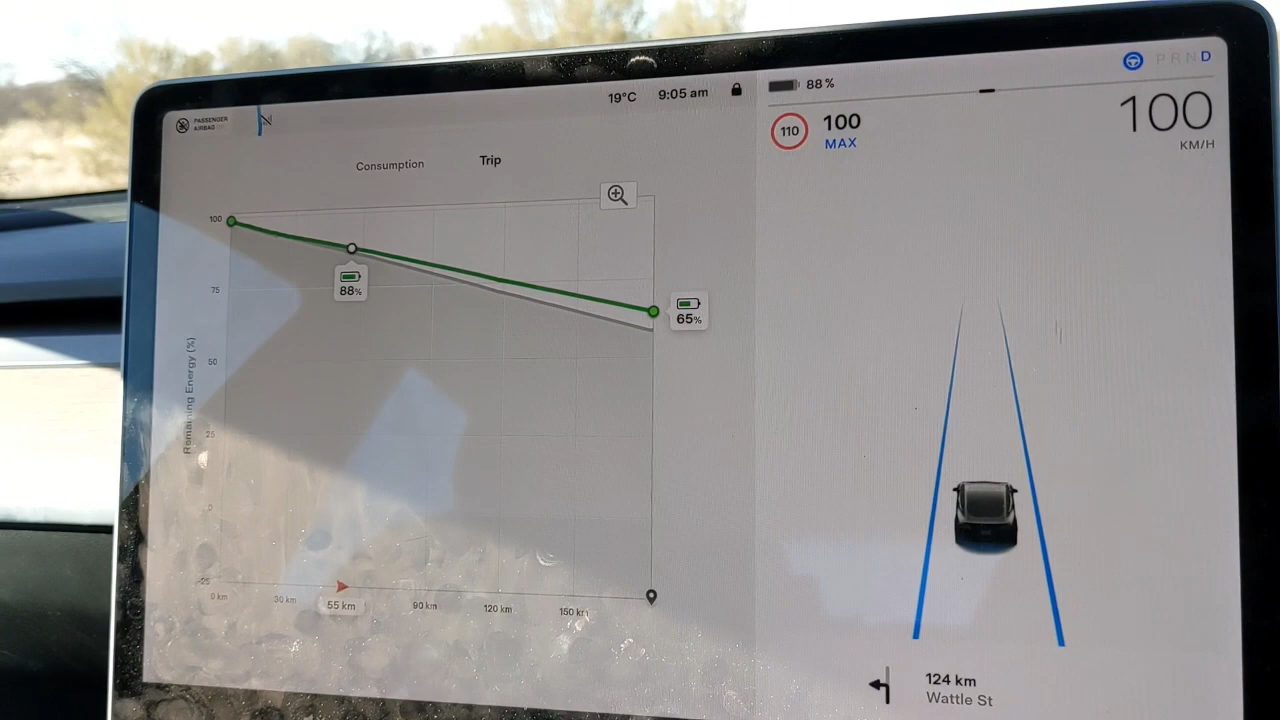 PASSENGER
AIRBAG
19°C 9:05 am
88%
P R N D
110
100
MAX
100
KM/H
Consumption Trip
Remaining Energy (%)
100
75
50
25
0
-25
88%
65%
0 km 30 km 55 km 90 km 120 km 150 km
124 km
Wattle St